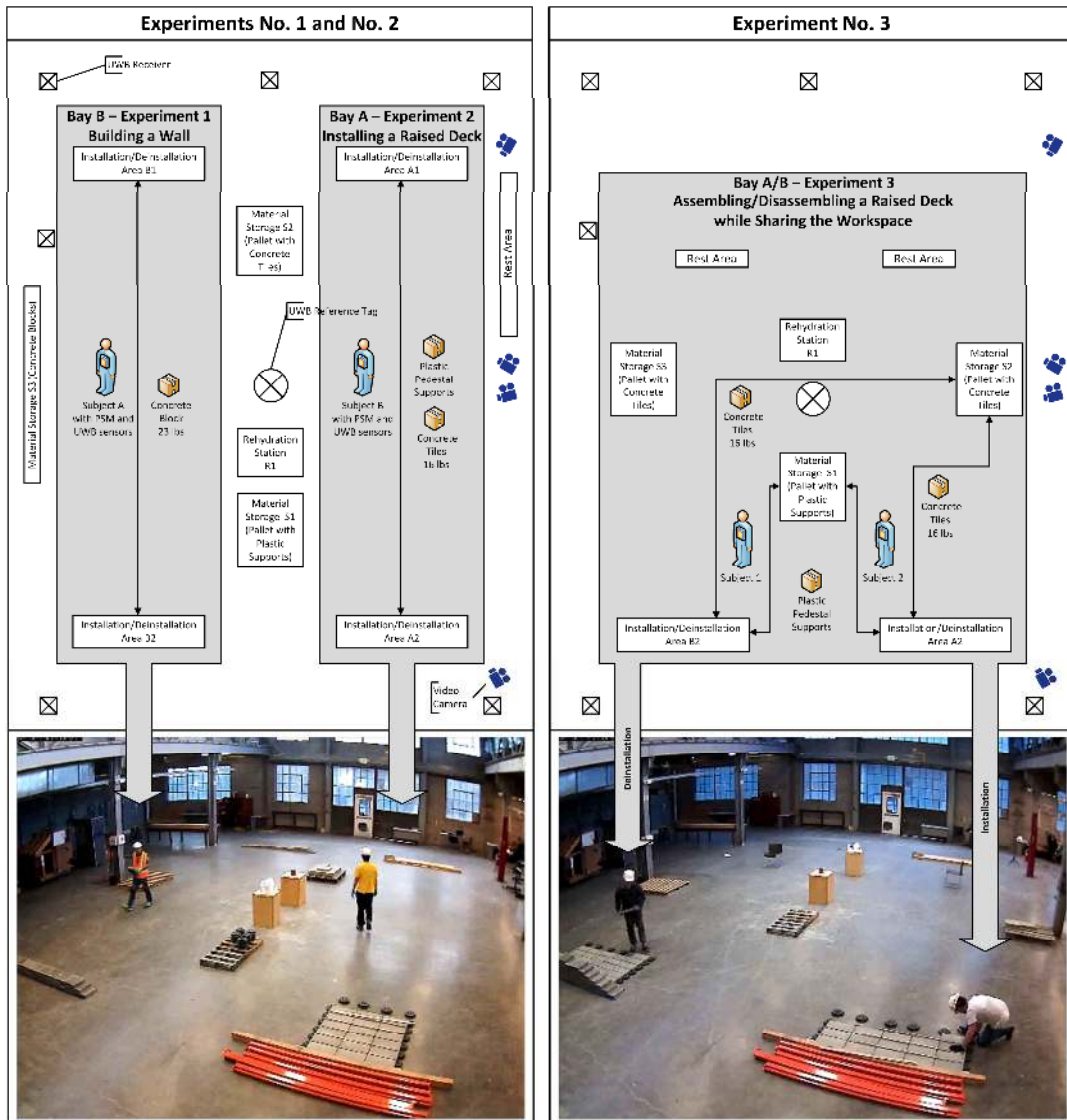 Experiments No. 1 and No. 2
UWB Receiver
Bay B – Experiment 1
Building a Wall
Installation/Deinstallation
Area B1
Bay A – Experiment 2
Installing a Raised Deck
Installation/Deinstallation
Area A1
Material
Storage S2
(Pallet with
Concrete
Tiles)
Rest Area
UWB Reference Tag
Material Storage S3 (Concrete Blocks)
Subject A
with PSM and
UWB sensors
Concrete
Block
23 lbs
Subject B
with PSM and
UWB sensors
Plastic
Pedestal
Supports
Concrete
Tiles
16 lbs
Rehydration
Station
R1
Material
Storage S1
(Pallet with
Plastic
Supports)
Installation/Deinstallation
Area B2
Installation/Deinstallation
Area A2
Video
Camera
Experiment No. 3
Bay A/B – Experiment 3
Assembling/Disassembling a Raised Deck
while Sharing the Workspace
Rest Area
Rest Area
Rehydration
Station
R1
Material
Storage S3
(Pallet with
Concrete
Tiles)
Material
Storage S2
(Pallet with
Concrete
Tiles)
Concrete
Tiles
16 lbs
Material
Storage S1
(Pallet with
Plastic
Supports)
Concrete
Tiles
16 lbs
Subject 1
Subject 2
Plastic
Pedestal
Supports
Installation/Deinstallation
Area B2
Installation/Deinstallation
Area A2
Deinstallation
Installation